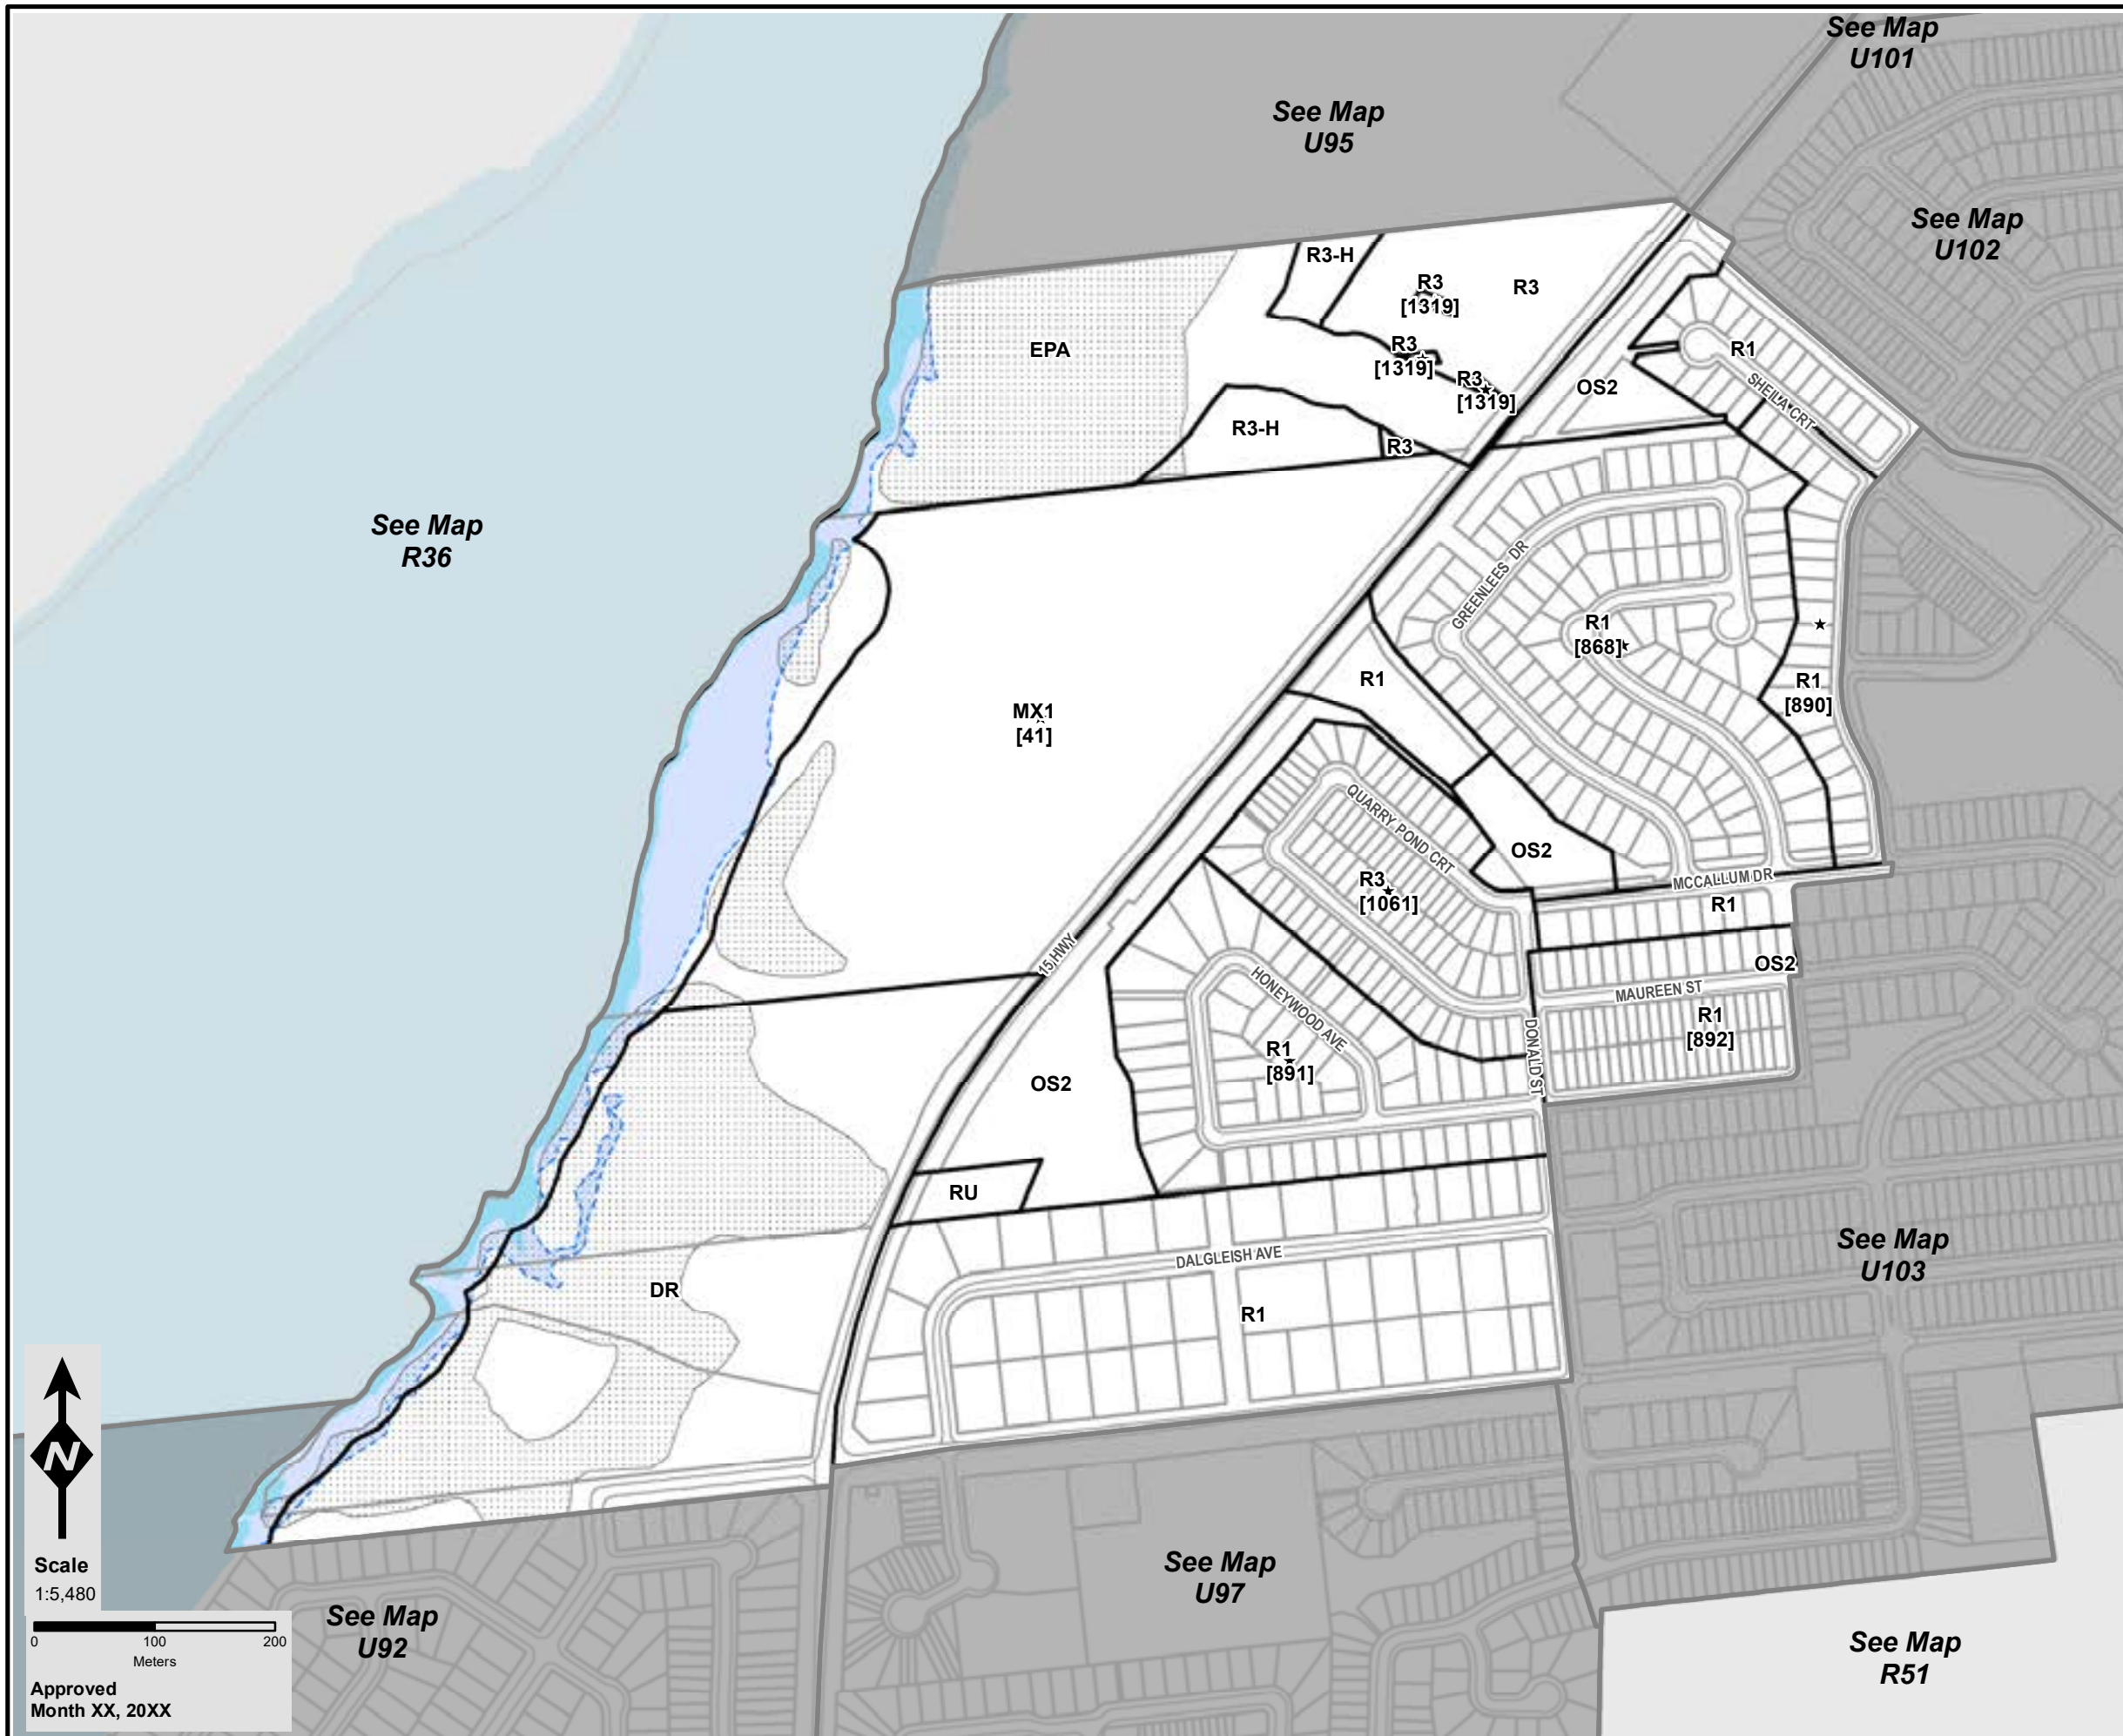 See Map
U101
See Map
U95
See Map
U102
R3-H
R3
[1319]
R3
EPA
R3
[1319]
R3
[1319]
R1
SHEILA CRT
OS2
R3-H
R3
See Map
R36
GREENLEES DR
R1
[868]
R1
R1
[890]
MX1
[41]
QUARRY POND CRT
OS2
R3
[1061]
MCCALLUM DR
R1
15 HWY
HONEYWOOD AVE
OS2
MAUREEN ST
R1
[892]
DONALD ST
R1
[891]
OS2
RU
See Map
U103
DALGLEISH AVE
DR
R1
N
Scale
1:5,480
0 100 200
Meters
Approved
Month XX, 20XX
See Map
U92
See Map
U97
See Map
R51